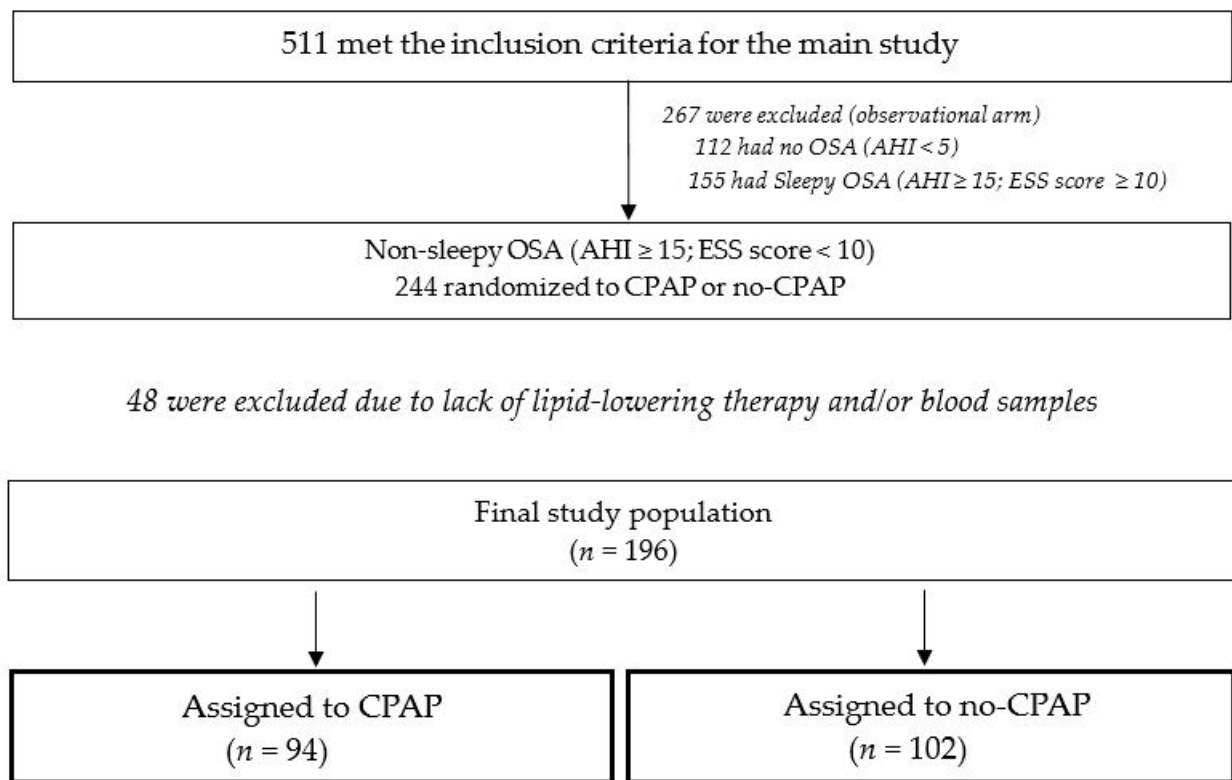 511 met the inclusion criteria for the main study
267 were excluded (observational arm)
112 had no OSA (AHI < 5)
155 had Sleepy OSA (AHI ≥ 15; ESS score ≥ 10)
Non-sleepy OSA (AHI ≥ 15; ESS score < 10)
244 randomized to CPAP or no-CPAP
48 were excluded due to lack of lipid-lowering therapy and/or blood samples
Final study population
(n = 196)
Assigned to CPAP
(n = 94)
Assigned to no-CPAP
(n = 102)